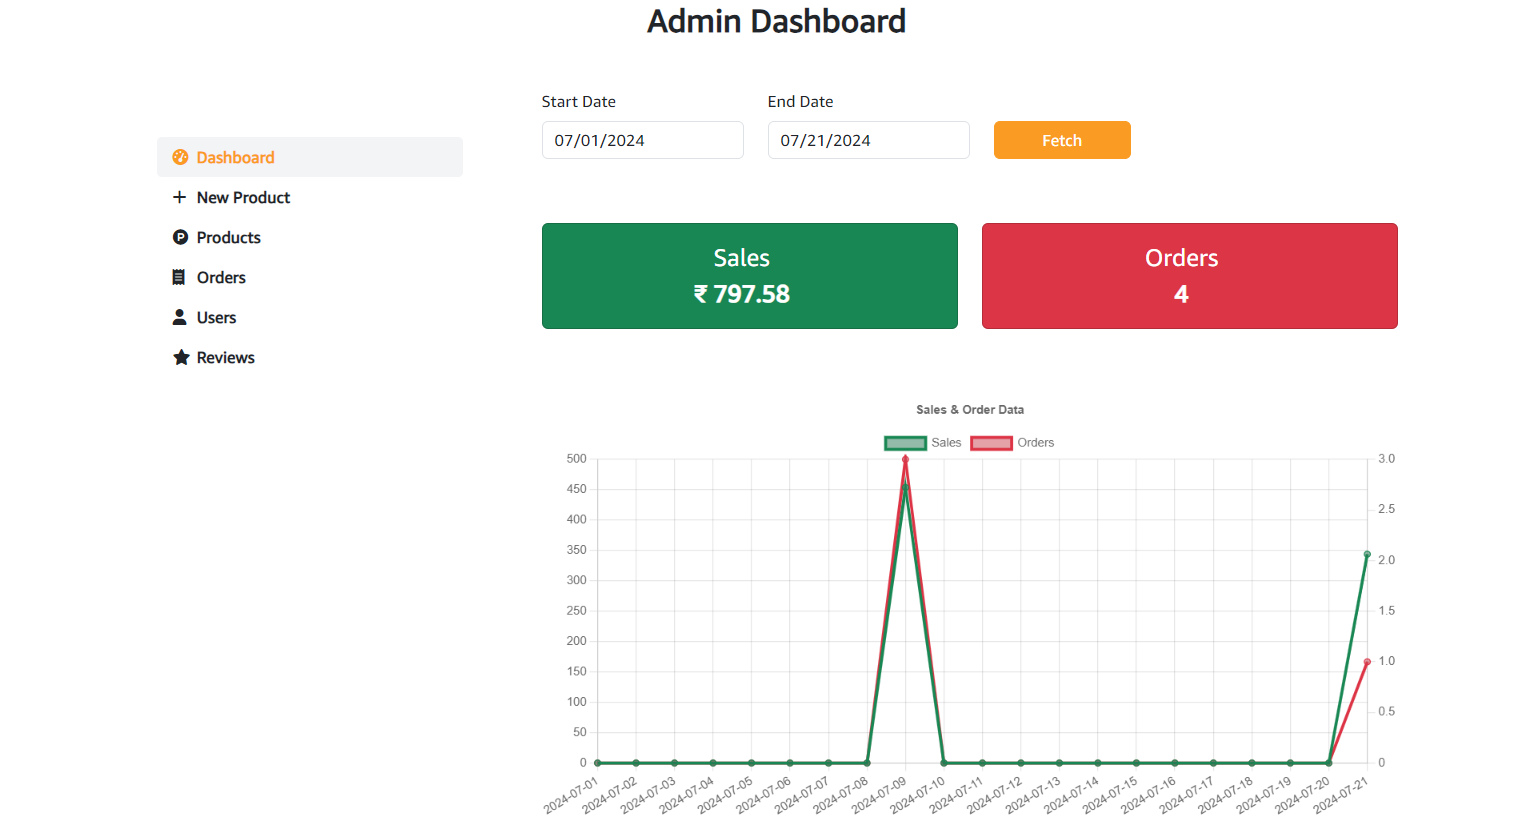 Admin Dashboard
Start Date
End Date
07/01/2024
07/21/2024
Fetch
Dashboard
New Product
P Products
Orders
Users
Reviews
Sales
₹ 797.58
Orders
4
Sales & Order Data
Sales
Orders
500
450
400
350
300
250
200
150
100
50
0
3.0
2.5
2.0
1.5
1.0
0.5
0
2024-07-01
2024-07-02
2024-07-03
2024-07-04
2024-07-05
2024-07-06
2024-07-07
2024-07-08
2024-07-09
2024-07-10
2024-07-11
2024-07-12
2024-07-13
2024-07-14
2024-07-15
2024-07-16
2024-07-17
2024-07-18
2024-07-19
2024-07-20
2024-07-21